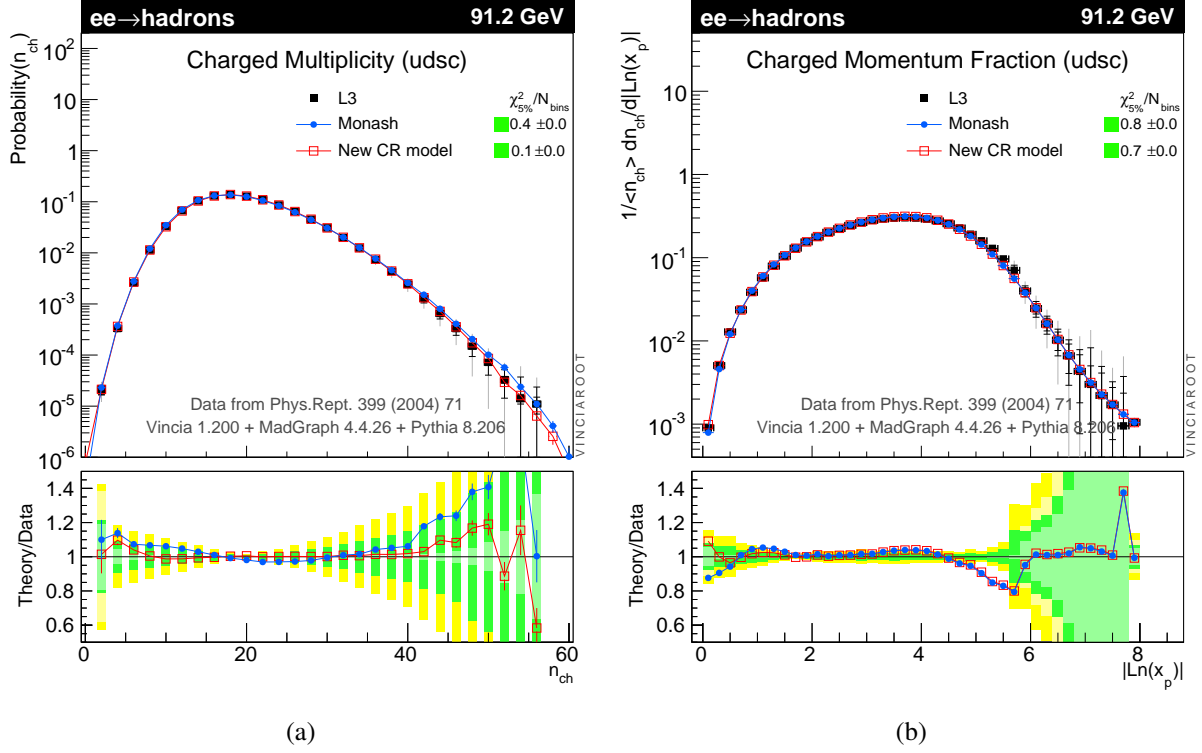 ee→hadrons 91.2 GeV
Probability(n_ch)
10^2
10
1
10^-1
10^-2
10^-3
10^-4
10^-5
10^-6
Charged Multiplicity (udsc)
χ^2_5%/N_bins
L3
Monash 0.4 ±0.0
New CR model 0.1 ±0.0
Data from Phys.Rept. 399 (2004) 71
Vincia 1.200 + MadGraph 4.4.26 + Pythia 8.206
VINCIAROOT
Theory/Data
1.4
1.2
1
0.8
0.6
0 20 40 60
n_ch
(a)
ee→hadrons 91.2 GeV
1/<n_ch> dn_ch/d|Ln(x_p)|
10
1
10^-1
10^-2
10^-3
Charged Momentum Fraction (udsc)
χ^2_5%/N_bins
L3
Monash 0.8 ±0.0
New CR model 0.7 ±0.0
Data from Phys.Rept. 399 (2004) 71
Vincia 1.200 + MadGraph 4.4.26 + Pythia 8.206
VINCIAROOT
Theory/Data
1.4
1.2
1
0.8
0.6
0 2 4 6 8
|Ln(x_p)|
(b)